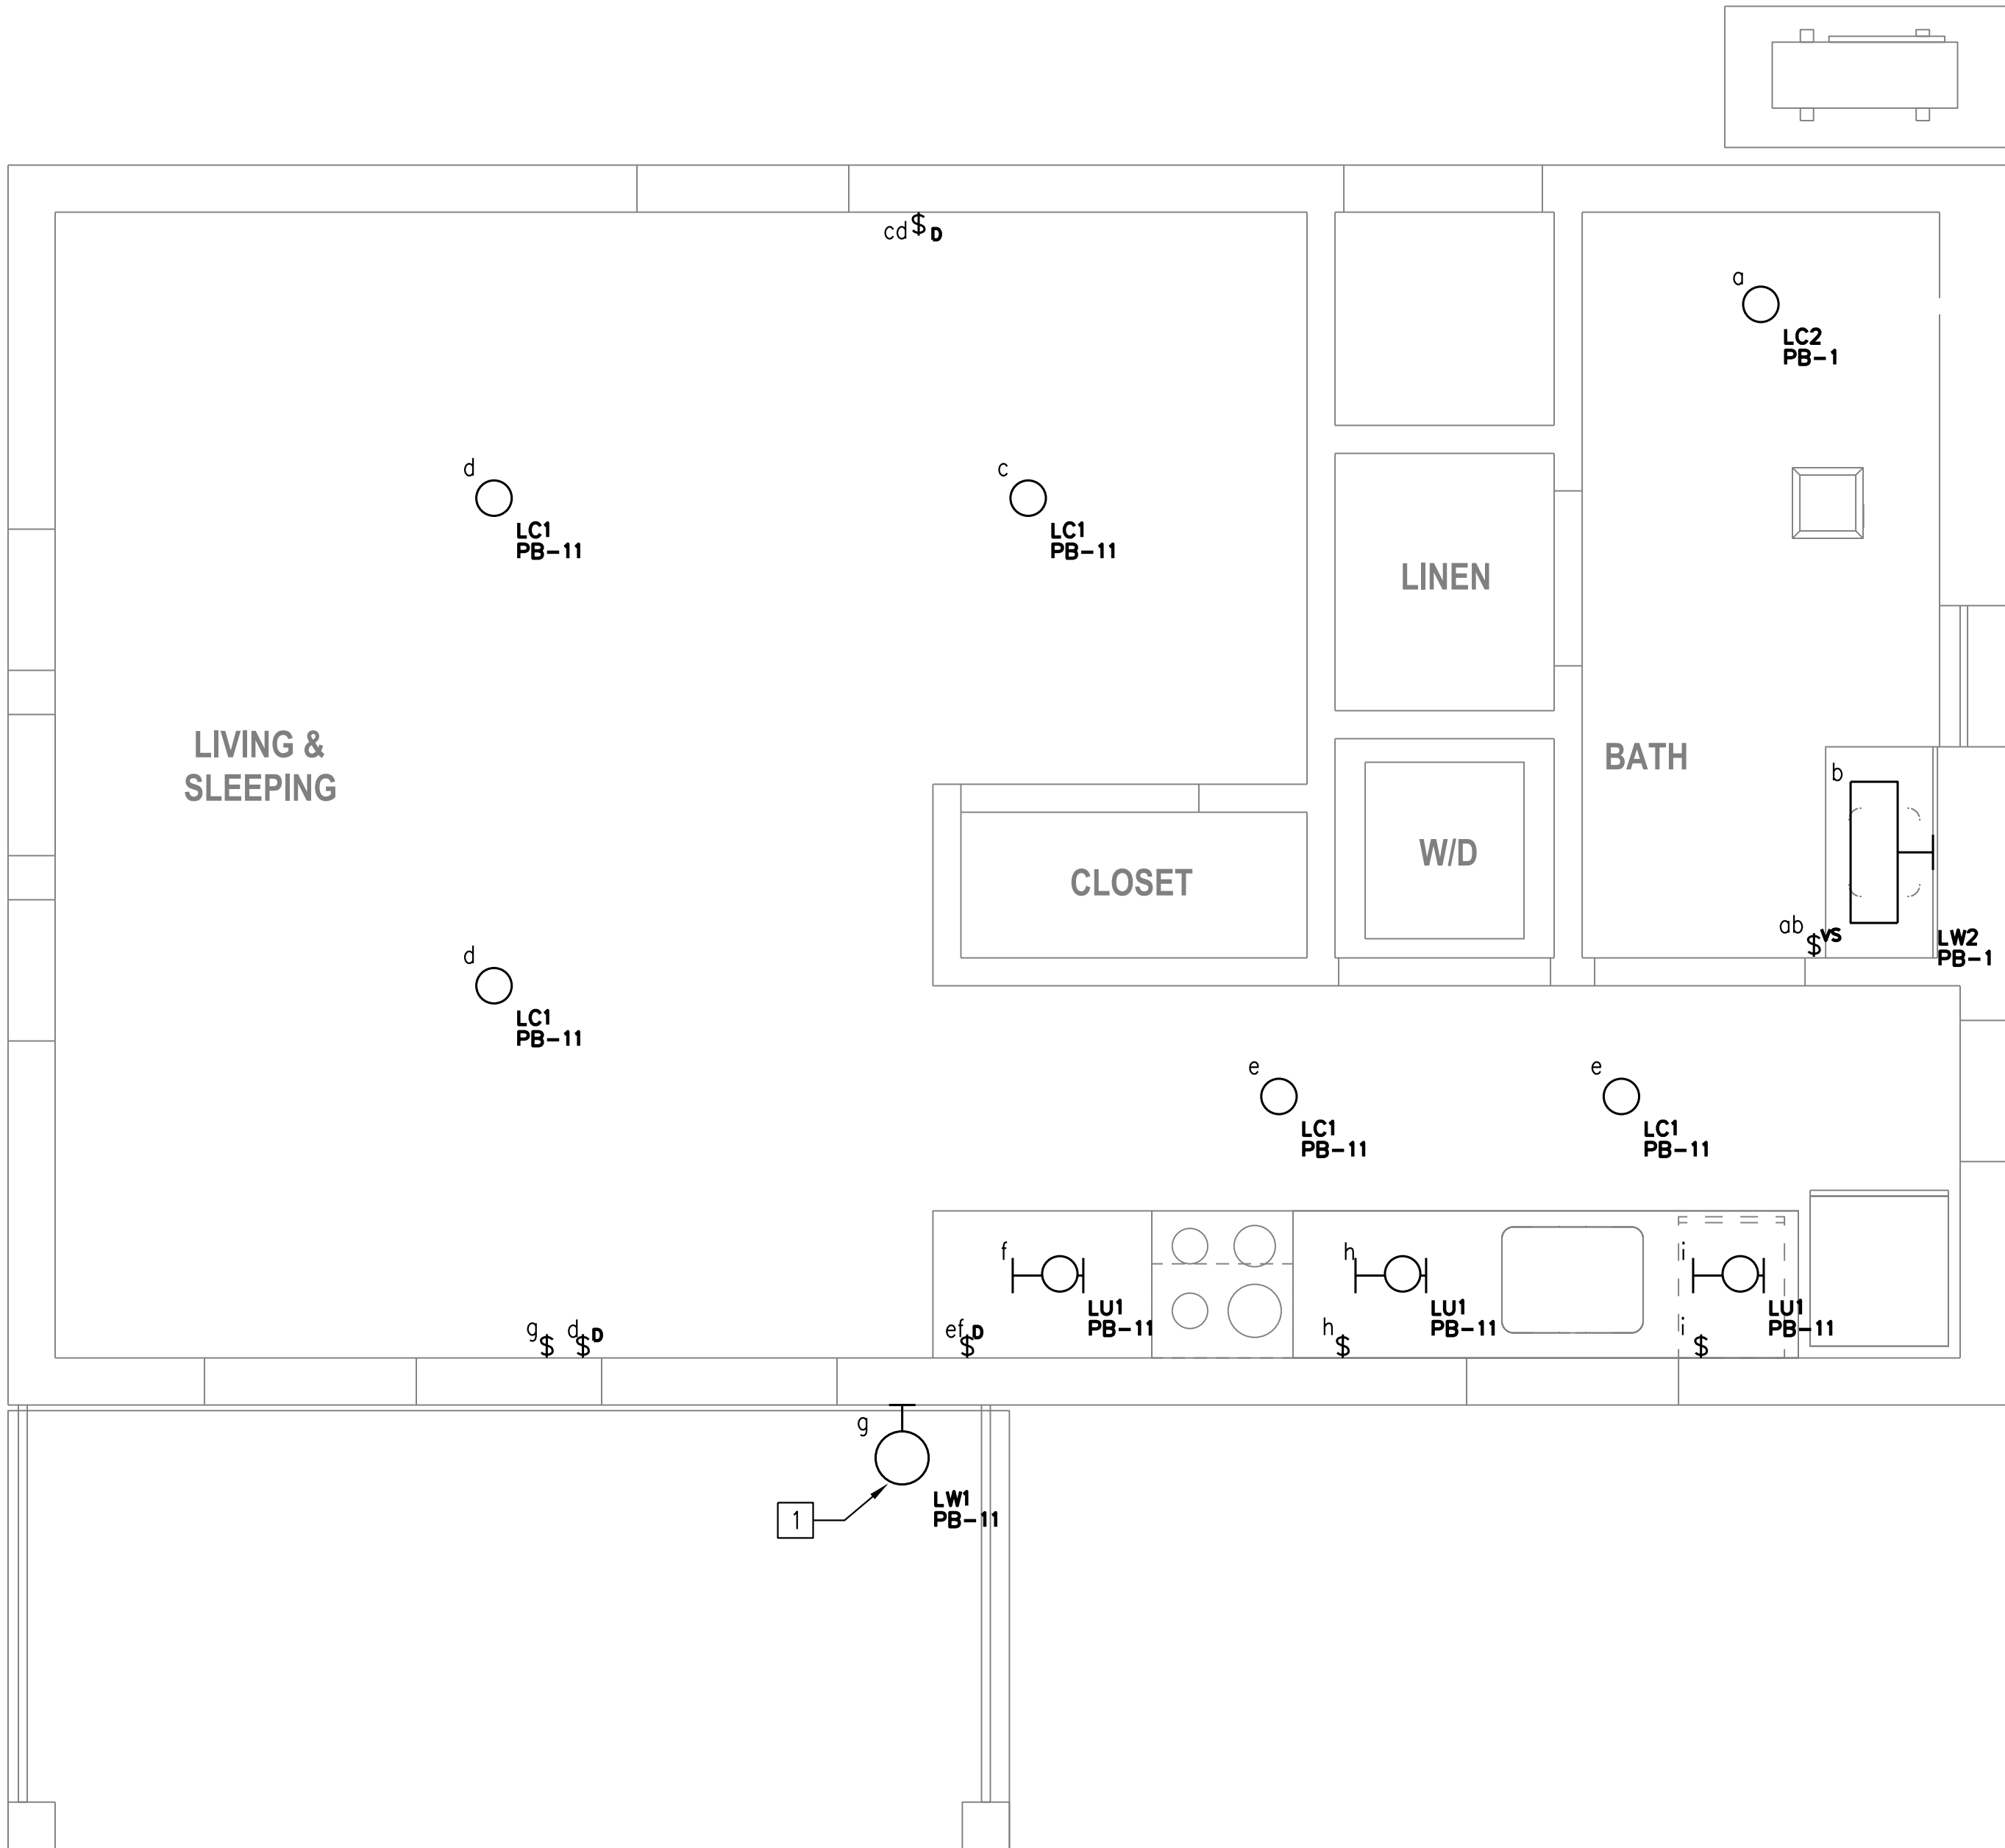 cd $ D
a
LC2
PB-1
d
LC1
PB-11
c
LC1
PB-11
LINEN
LIVING &
SLEEPING
BATH
b
W/D
CLOSET
ab $ VS
LW2
PB-1
d
LC1
PB-11
e
LC1
PB-11
e
LC1
PB-11
f
LU1
PB-11
h
LU1
PB-11
i
LU1
PB-11
g $
d $ D
ef $ D
h $
i $
g
LW1
PB-11
1